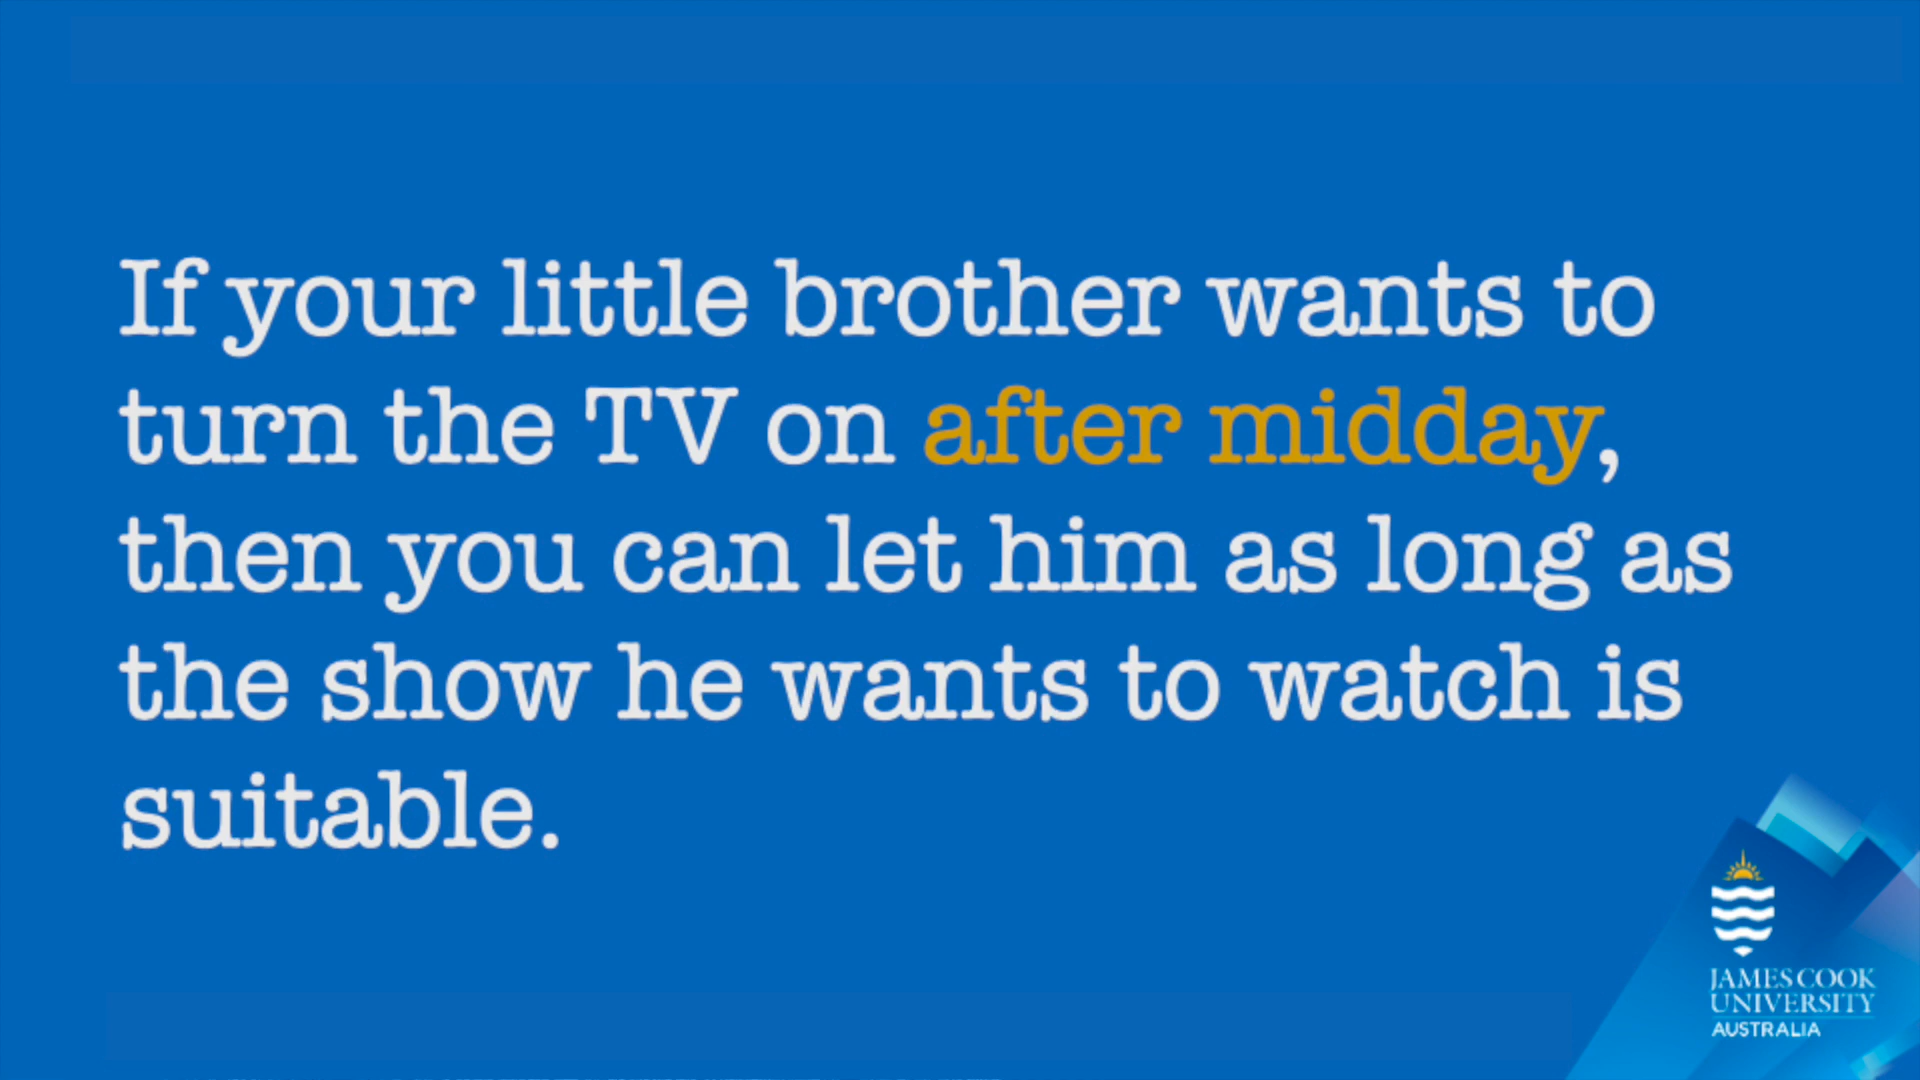 If your little brother wants to
turn the TV on after midday,
then you can let him as long as
the show he wants to watch is
suitable.
JAMES COOK
UNIVERSITY
AUSTRALIA